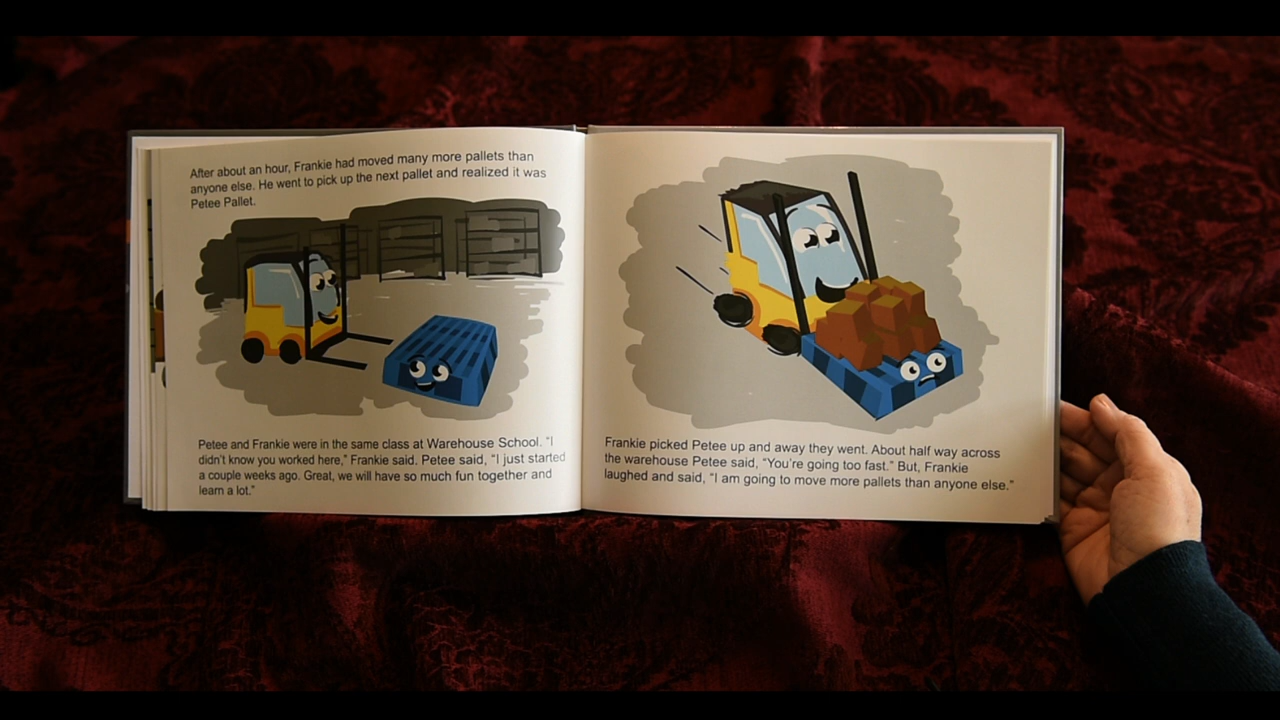 After about an hour, Frankie had moved many more pallets than
anyone else. He went to pick up the next pallet and realized it was
Petee Pallet.
Petee and Frankie were in the same class at Warehouse School. “I
didn’t know you worked here,” Frankie said. Petee said, “I just started
a couple weeks ago. Great, we will have so much fun together and
learn a lot.”
Frankie picked Petee up and away they went. About half way across
the warehouse Petee said, “You’re going too fast.” But, Frankie
laughed and said, “I am going to move more pallets than anyone else.”